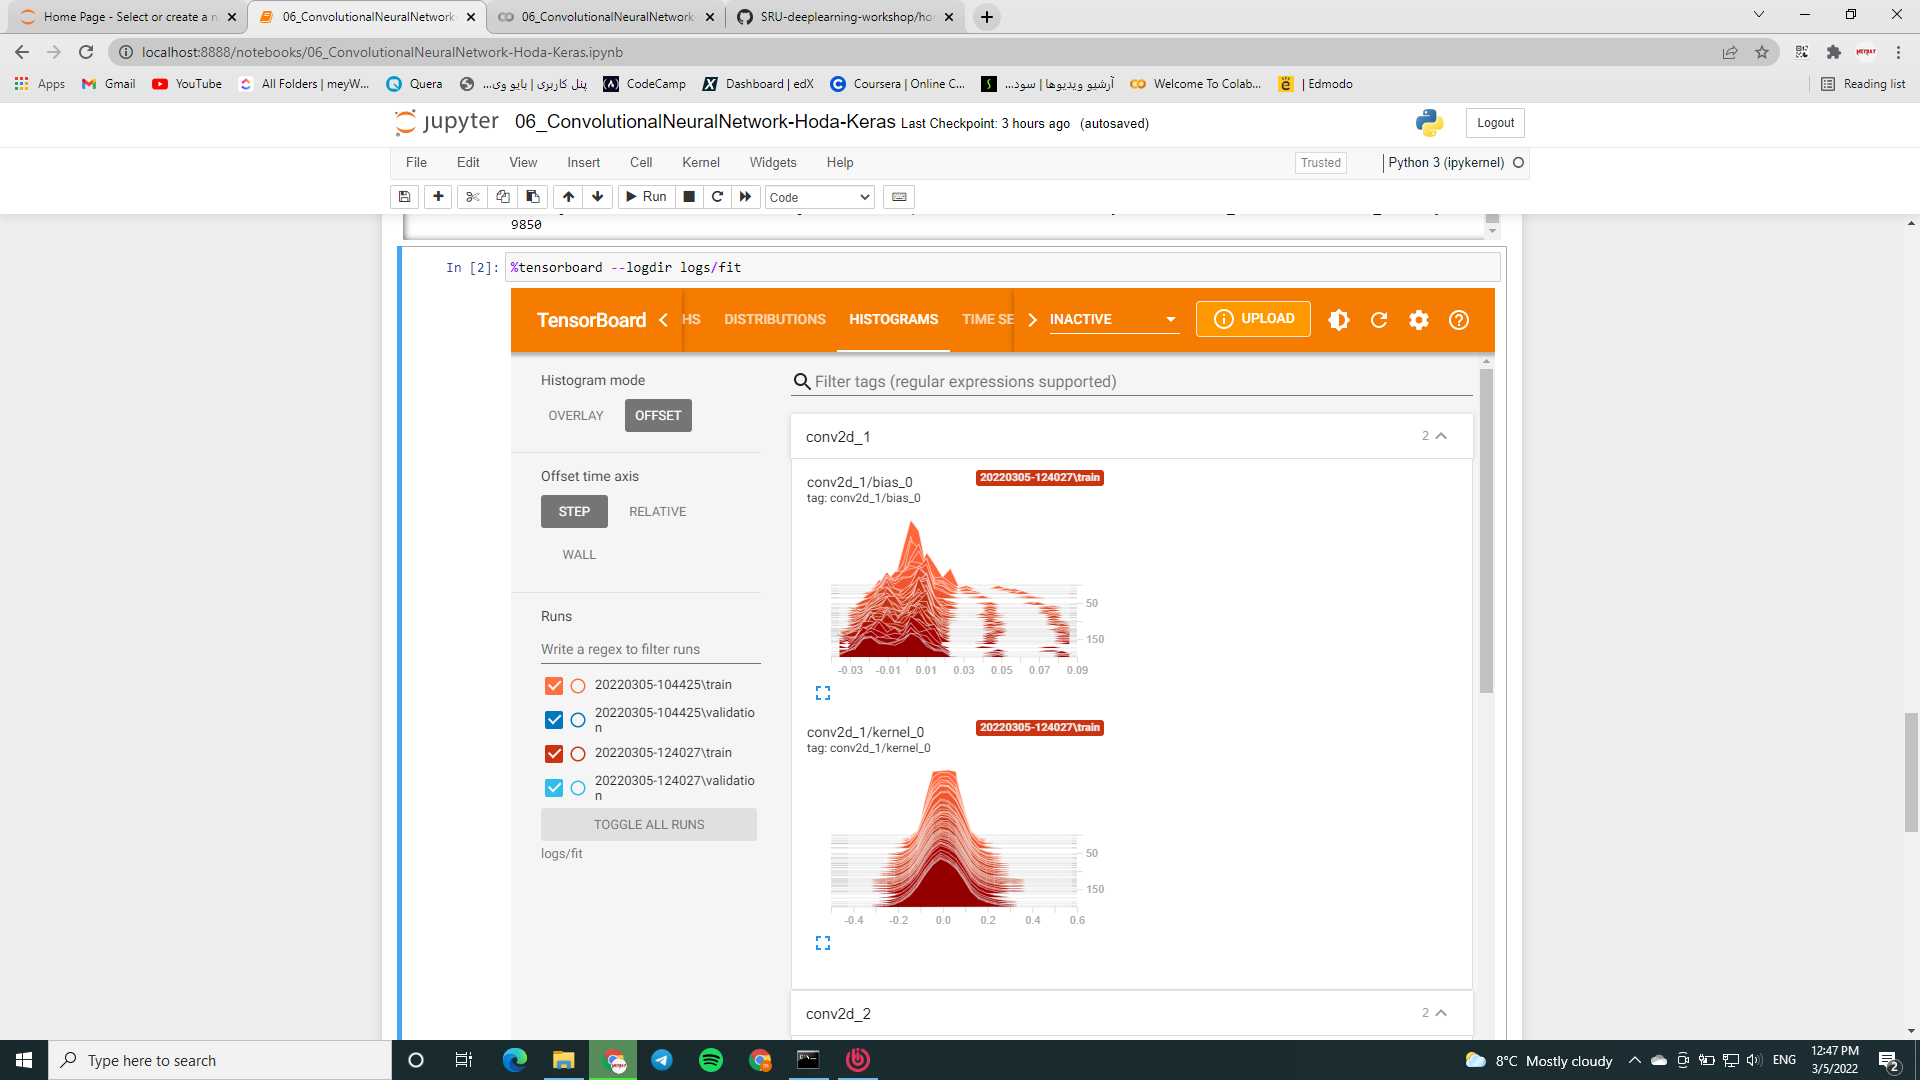 Home Page - Select or create a n
06_ConvolutionalNeuralNetwork-
06_ConvolutionalNeuralNetwork-
SRU-deeplearning-workshop/ho
localhost:8888/notebooks/06_ConvolutionalNeuralNetwork-Hoda-Keras.ipynb
Apps
Gmail
YouTube
All Folders | meyW...
Quera
پنل کاربری | بایو وی...
CodeCamp
Dashboard | edX
Coursera | Online C...
آرشیو ویدیوها | سود...
Welcome To Colab...
| Edmodo
Reading list
jupyter 06_ConvolutionalNeuralNetwork-Hoda-Keras Last Checkpoint: 3 hours ago (autosaved)
Logout
File Edit View Insert Cell Kernel Widgets Help
Trusted
Python 3 (ipykernel)
Run
Code
9850
In [2]: %tensorboard --logdir logs/fit
TensorBoard
HS DISTRIBUTIONS HISTOGRAMS TIME SE
INACTIVE
UPLOAD
Histogram mode
OVERLAY OFFSET
Offset time axis
STEP RELATIVE
WALL
Runs
Write a regex to filter runs
20220305-104425\train
20220305-104425\validatio
n
20220305-124027\train
20220305-124027\validatio
n
TOGGLE ALL RUNS
logs/fit
Filter tags (regular expressions supported)
conv2d_1
2
conv2d_1/bias_0
tag: conv2d_1/bias_0
20220305-124027\train
50
150
-0.03 -0.01 0.01 0.03 0.05 0.07 0.09
conv2d_1/kernel_0
tag: conv2d_1/kernel_0
20220305-124027\train
50
150
-0.4 -0.2 0.0 0.2 0.4 0.6
conv2d_2
2
Type here to search
8°C Mostly cloudy
ENG
12:47 PM
3/5/2022
2